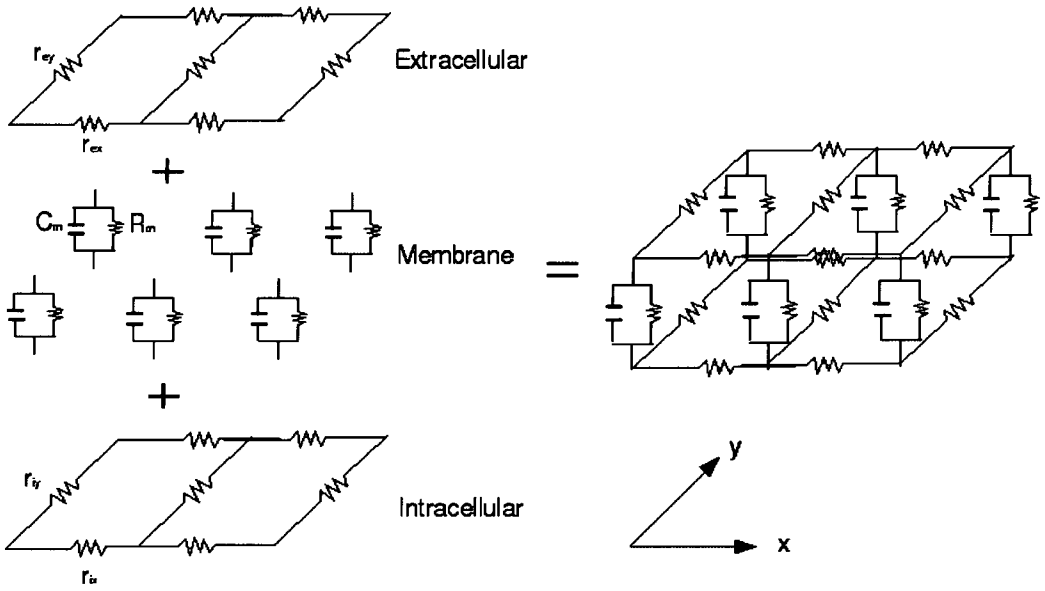 r_ey
Extracellular
r_ex
+
C_m
R_m
Membrane
=
+
r_iy
Intracellular
r_ix
y
x